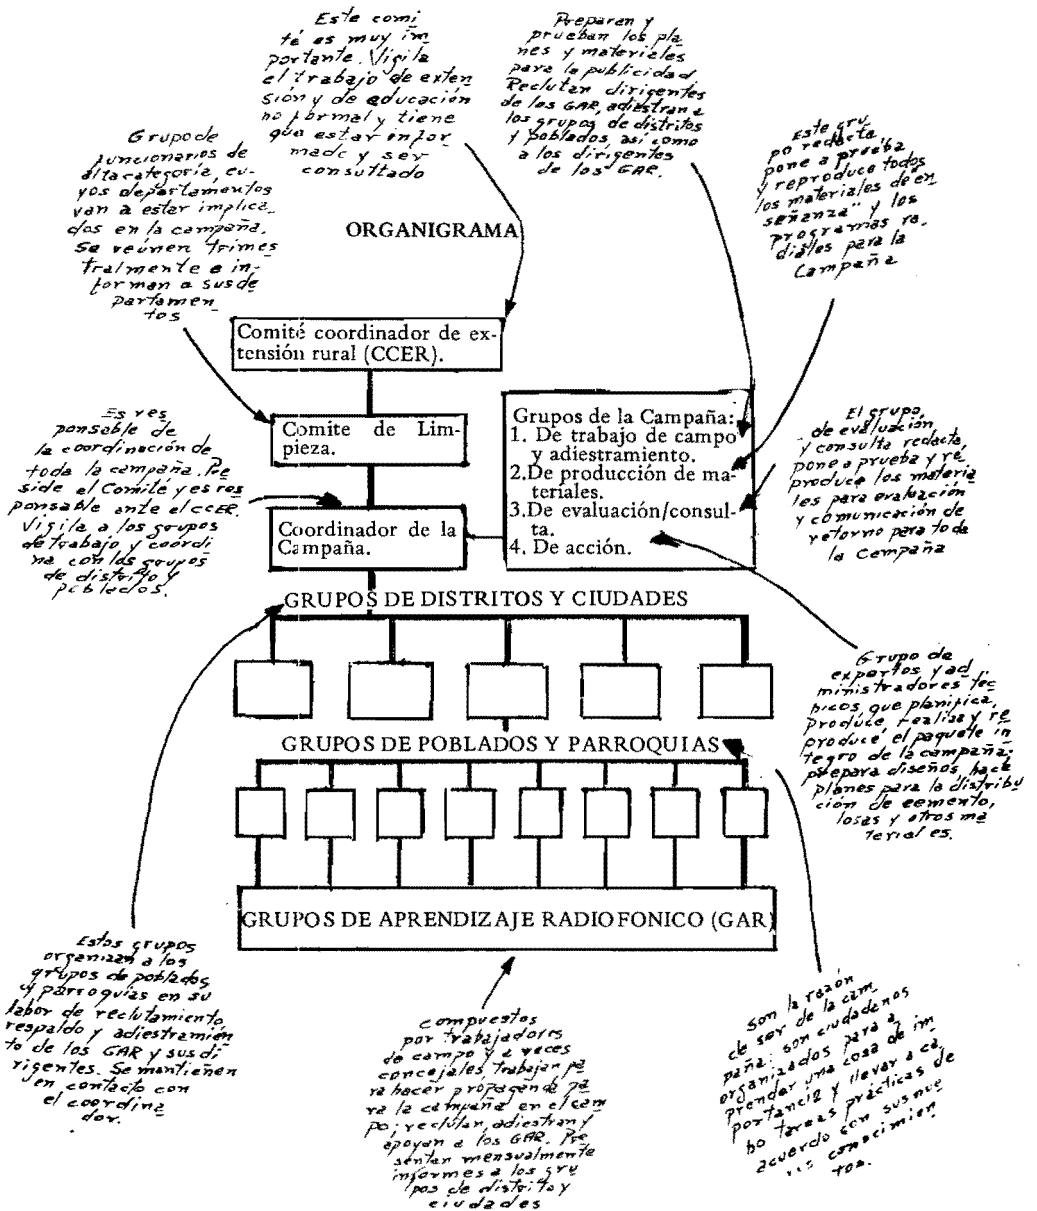 Este comi
té es muy im
portante. Vigila
el trabajo de exten
sión y de educación
no formal y tiene
que estar infor
mado y ser
consultado
Preparan y
prueban los pla
nes y materiales
para la publicidad.
Reclutan dirigentes
de los GAR, adiestran a
los grupos de distritos
y poblados, así como
a los dirigentes
de los GAR.
Este gru
po redacta,
pone a prueba
y reproduce todos
los materiales de en
señanza" y los
programas ra
diales para la
Campaña
Grupo de
funcionarios de
alta categoría, cu-
yos departamentos
van a estar implica
dos en la campaña.
Se reúnen trimes
tralmente e in-
forman a sus de
partamen
tos
ORGANIGRAMA
Comité coordinador de ex-
tensión rural (CCER).
Comite de Lim-
pieza.
Coordinador de la
Campaña.
Grupos de la Campaña:
1. De trabajo de campo
y adiestramiento.
2.De producción de ma-
teriales.
3.De evaluación/consul-
ta.
4. De acción.
Es res
ponsable de
la coordinación de
toda la campaña. Pre
side el Comité y es res
ponsable ante el CCER.
Vigila a los grupos
de trabajo y coordi
na con los grupos
de distrito y
poblados.
El grupo,
de evaluación
y consulta redacta,
pone a prueba y re
produce los materia
les para evaluación
y comunicación de
retorno para toda
la Campaña
GRUPOS DE DISTRITOS Y CIUDADES
Grupo de
expertos y ad
ministradores téc
nicos que planifica,
produce realiza y re
produce el paquete ín
tegro de la campaña;
prepara diseños, hace
planes para la distribu
ción de cemento,
losas y otros ma
teriales.
GRUPOS DE POBLADOS Y PARROQUIAS
GRUPOS DE APRENDIZAJE RADIOFONICO (GAR)
Estos grupos
organizan a los
grupos de poblados
y parroquias en su
labor de reclutamiento,
respaldo y adiestramien
to de los GAR y sus di
rigentes. Se mantienen
en contacto con
el coordina
dor.
compuestos
por trabajadores
de campo y a veces
concejales, trabajan pa
ra hacer propaganda pa
ra la campaña en el cam
po; reclutan, adiestran y
apoyan a los GAR. Pre
sentan mensualmente
informes a los gru
pos de distrito y
ciudades
son la razón
de ser de la cam
paña: son ciudadanos
organizados para a
prender una cosa de im
portancia y llevar a ca
bo tareas prácticas de
acuerdo con sus nue
conocimien
tos.